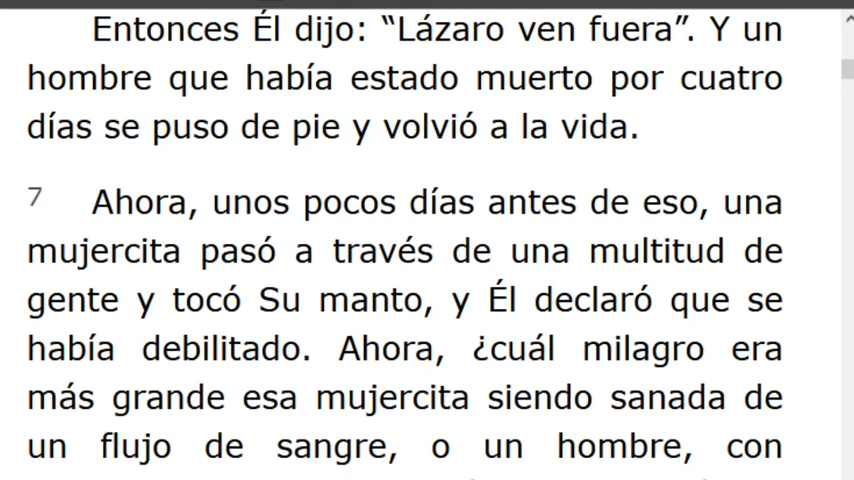 Entonces Él dijo: “Lázaro ven fuera”. Y un
hombre que había estado muerto por cuatro
días se puso de pie y volvió a la vida.
7 Ahora, unos pocos días antes de eso, una
mujercita pasó a través de una multitud de
gente y tocó Su manto, y Él declaró que se
había debilitado. Ahora, ¿cuál milagro era
más grande esa mujercita siendo sanada de
un flujo de sangre, o un hombre, con